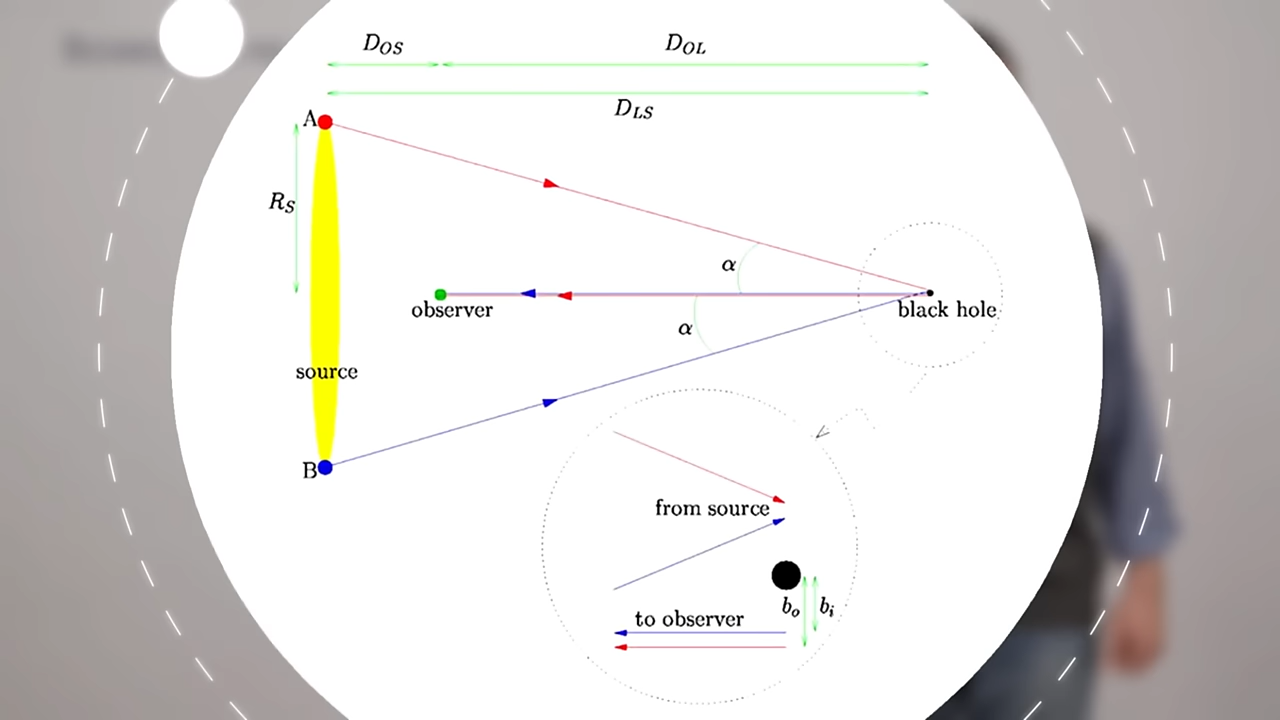 D_OS D_OL
D_LS
A
R_S
α
observer
black hole
α
source
B
from source
b_o b_i
to observer